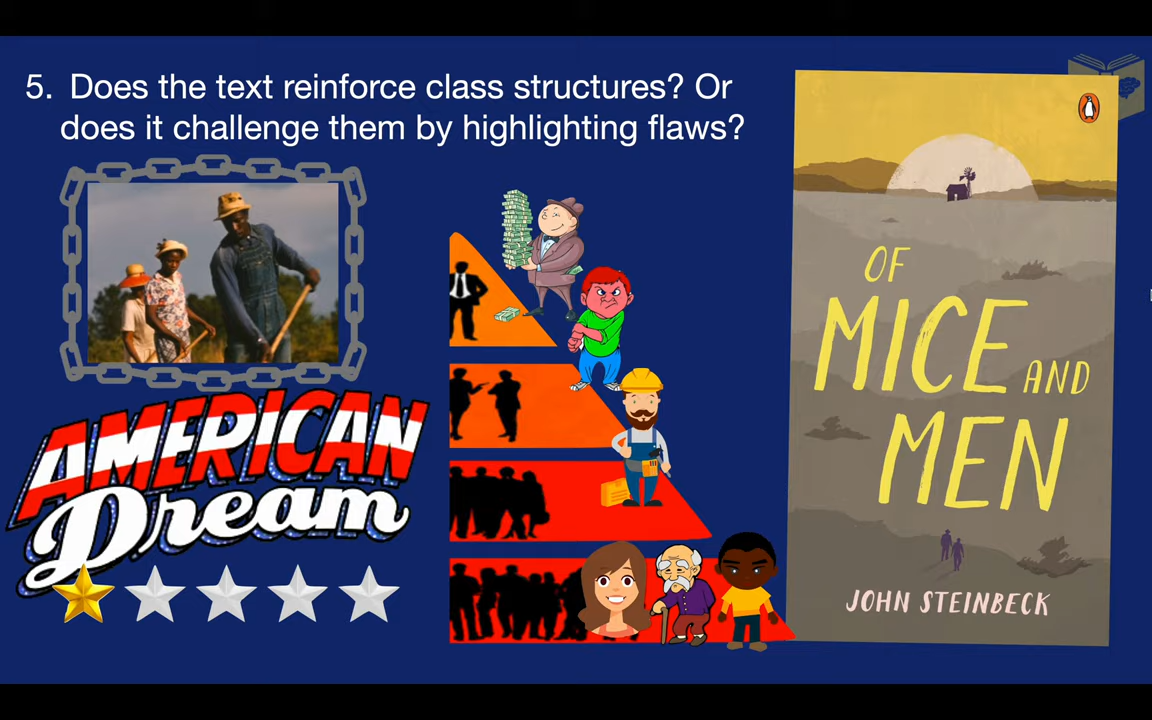 5. Does the text reinforce class structures? Or
does it challenge them by highlighting flaws?
AMERICAN
Dream
OF
MICE AND
MEN
JOHN STEINBECK